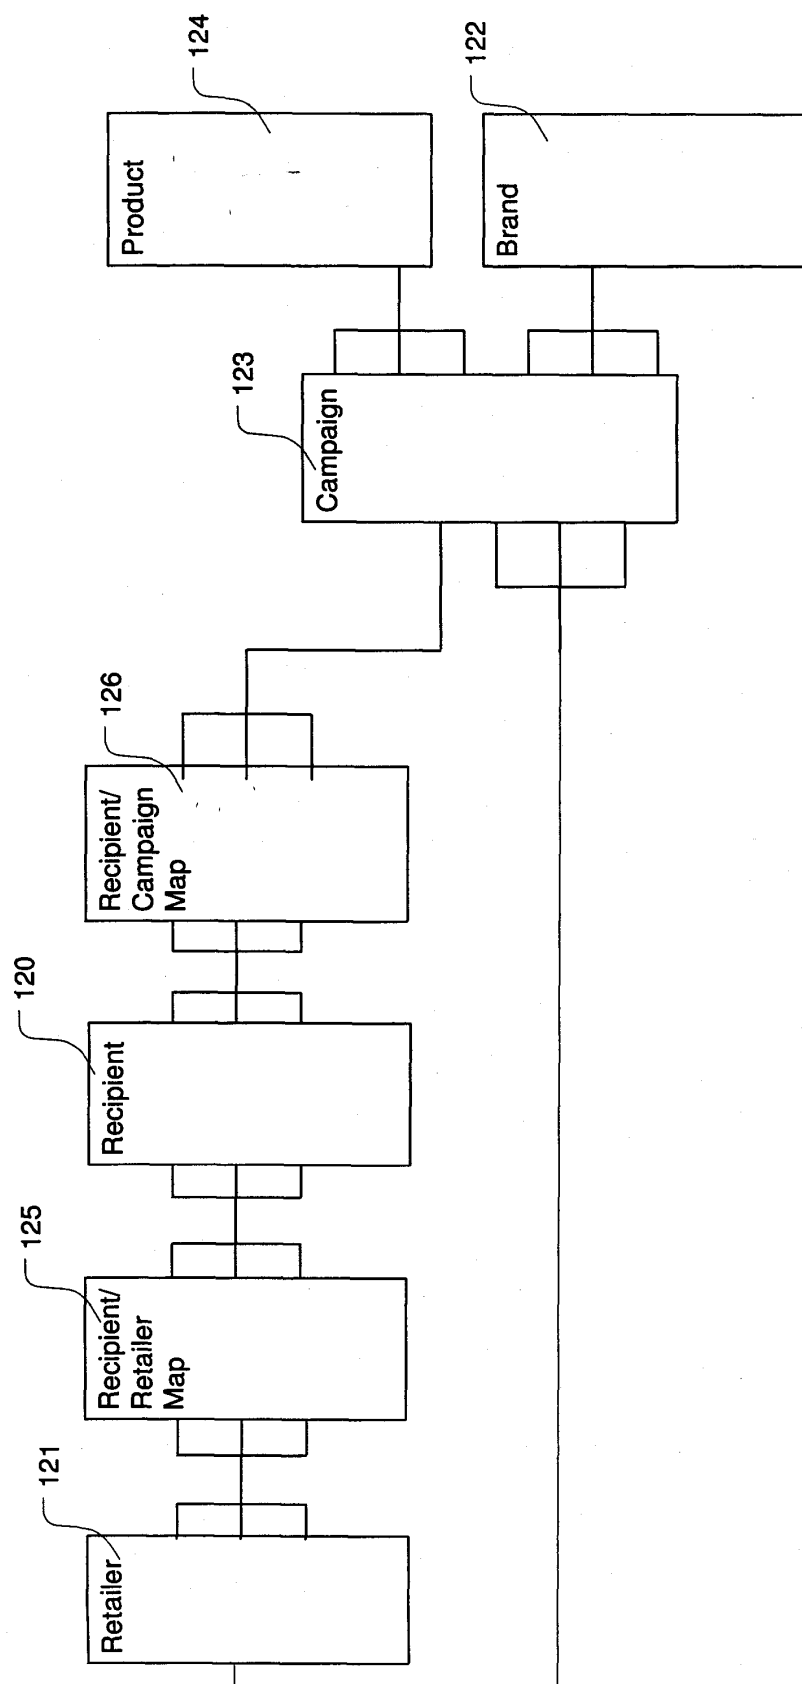 Retailer
121
Recipient/
Retailer
Map
125
Recipient
120
Recipient/
Campaign
Map
126
Campaign
123
Product
124
Brand
122